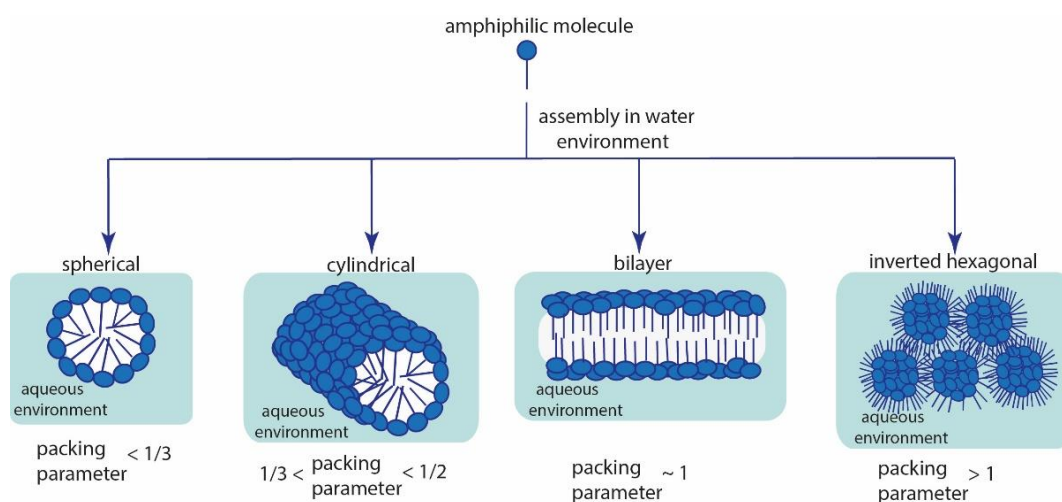 amphiphilic molecule
assembly in water
environment
spherical
cylindrical
bilayer
inverted hexagonal
aqueous
environment
aqueous
environment
aqueous
environment
aqueous
environment
packing
parameter < 1/3
1/3 < packing
parameter < 1/2
packing
parameter ~ 1
packing
parameter > 1